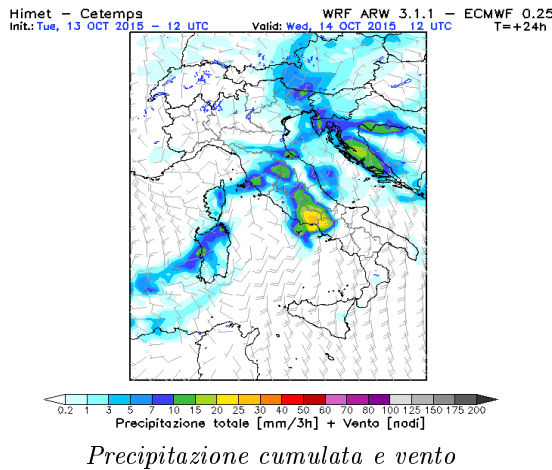 Himet – Cetemps WRF ARW 3.1.1 – ECMWF 0.25
Init.: Tue, 13 OCT 2015 – 12 UTC Valid: Wed, 14 OCT 2015 12 UTC T=+24h
0.2 1 3 5 7 10 15 20 25 30 40 50 60 70 80 100 125 150 175 200
Precipitazione totale [mm/3h] + Vento [nodi]
Precipitazione cumulata e vento